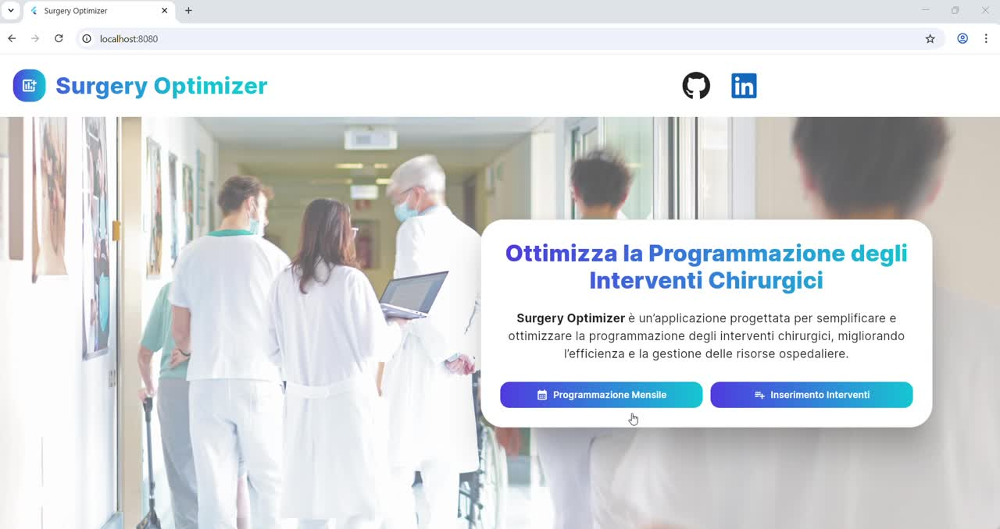 Surgery Optimizer
localhost:8080
Surgery Optimizer
in
Ottimizza la Programmazione degli
Interventi Chirurgici
Surgery Optimizer è un’applicazione progettata per semplificare e
ottimizzare la programmazione degli interventi chirurgici, migliorando
l’efficienza e la gestione delle risorse ospedaliere.
Programmazione Mensile
Inserimento Interventi